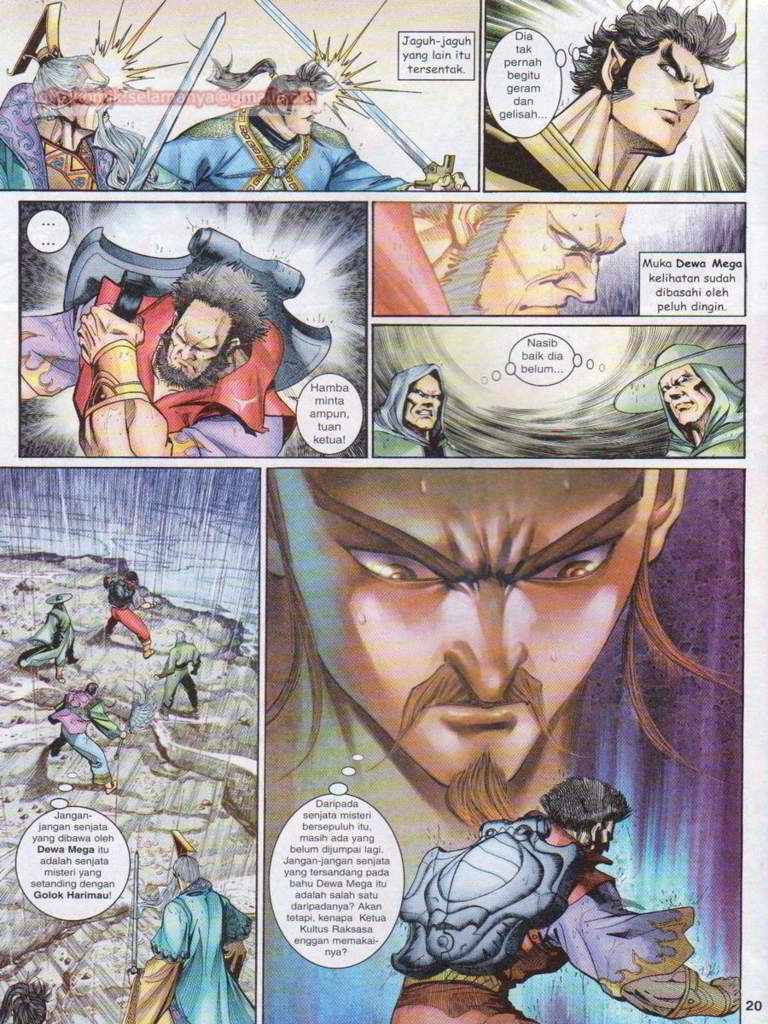 Jaguh-jaguh
yang lain itu
tersentak.
Dia
tak
pernah
begitu
geram
dan
gelisah...
...
...
Hamba
minta
ampun,
tuan
ketua!
Muka Dewa Mega
kelihatan sudah
dibasahi oleh
peluh dingin.
Nasib
baik dia
belum...
Jangan-
jangan senjata
yang dibawa oleh
Dewa Mega itu
adalah senjata
misteri yang
setanding dengan
Golok Harimau!
Daripada
senjata misteri
bersepuluh itu,
masih ada yang
belum dijumpai lagi.
Jangan-jangan senjata
yang tersandang pada
bahu Dewa Mega itu
adalah salah satu
daripadanya? Akan
tetapi, kenapa Ketua
Kultus Raksasa
enggan memakai-
nya?
20